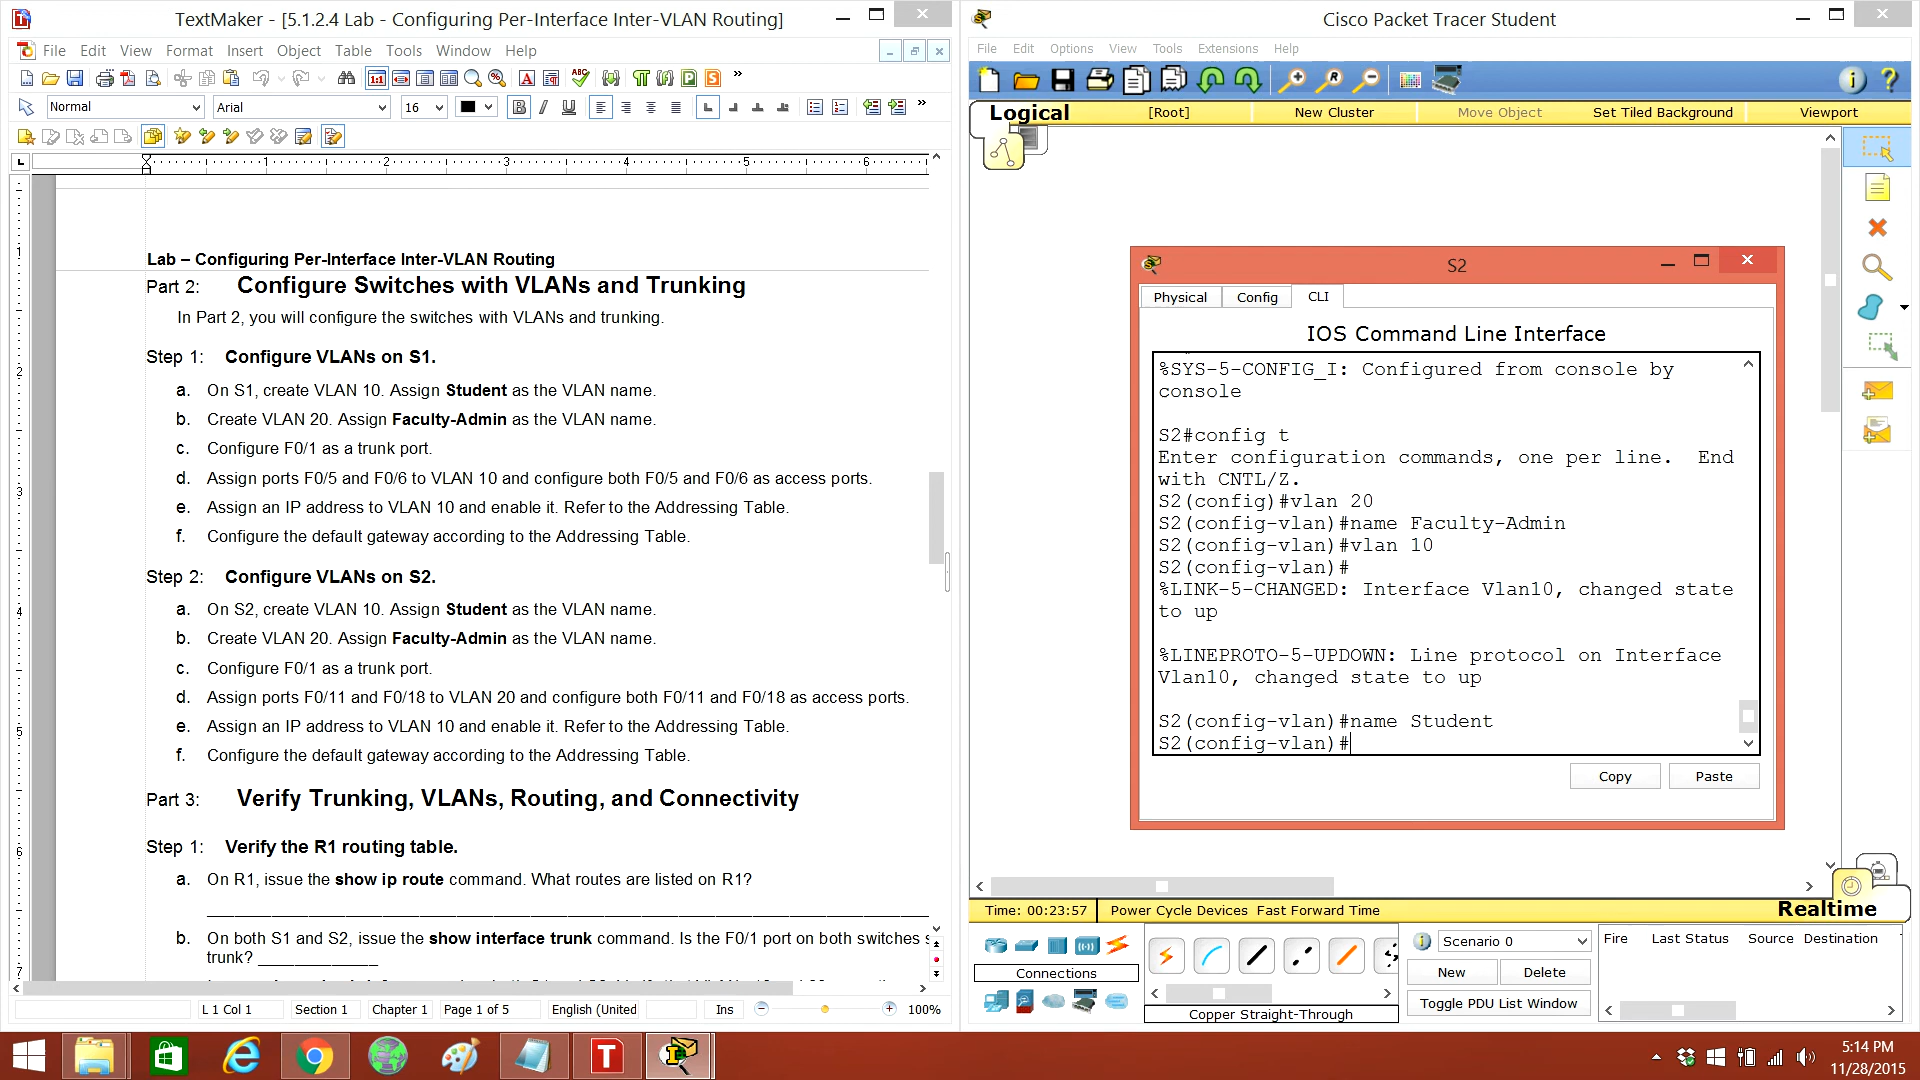 TextMaker - [5.1.2.4 Lab - Configuring Per-Interface Inter-VLAN Routing]
File Edit View Format Insert Object Table Tools Window Help
Normal Arial 16
Lab – Configuring Per-Interface Inter-VLAN Routing
Part 2: Configure Switches with VLANs and Trunking
In Part 2, you will configure the switches with VLANs and trunking.
Step 1: Configure VLANs on S1.
a. On S1, create VLAN 10. Assign Student as the VLAN name.
b. Create VLAN 20. Assign Faculty-Admin as the VLAN name.
c. Configure F0/1 as a trunk port.
d. Assign ports F0/5 and F0/6 to VLAN 10 and configure both F0/5 and F0/6 as access ports.
e. Assign an IP address to VLAN 10 and enable it. Refer to the Addressing Table.
f. Configure the default gateway according to the Addressing Table.
Step 2: Configure VLANs on S2.
a. On S2, create VLAN 10. Assign Student as the VLAN name.
b. Create VLAN 20. Assign Faculty-Admin as the VLAN name.
c. Configure F0/1 as a trunk port.
d. Assign ports F0/11 and F0/18 to VLAN 20 and configure both F0/11 and F0/18 as access ports.
e. Assign an IP address to VLAN 10 and enable it. Refer to the Addressing Table.
f. Configure the default gateway according to the Addressing Table.
Part 3: Verify Trunking, VLANs, Routing, and Connectivity
Step 1: Verify the R1 routing table.
a. On R1, issue the show ip route command. What routes are listed on R1?
b. On both S1 and S2, issue the show interface trunk command. Is the F0/1 port on both switches s
trunk? ____________
L 1 Col 1 Section 1 Chapter 1 Page 1 of 5 English (United Ins 100%
Cisco Packet Tracer Student
File Edit Options View Tools Extensions Help
Logical [Root] New Cluster Move Object Set Tiled Background Viewport
S2
Physical Config CLI
IOS Command Line Interface
%SYS-5-CONFIG_I: Configured from console by
console
S2#config t
Enter configuration commands, one per line. End
with CNTL/Z.
S2(config)#vlan 20
S2(config-vlan)#name Faculty-Admin
S2(config-vlan)#vlan 10
S2(config-vlan)#
%LINK-5-CHANGED: Interface Vlan10, changed state
to up
%LINEPROTO-5-UPDOWN: Line protocol on Interface
Vlan10, changed state to up
S2(config-vlan)#name Student
S2(config-vlan)#
Copy Paste
Time: 00:23:57 Power Cycle Devices Fast Forward Time
Realtime
Connections
Copper Straight-Through
Scenario 0
New Delete
Toggle PDU List Window
Fire Last Status Source Destination
5:14 PM
11/28/2015